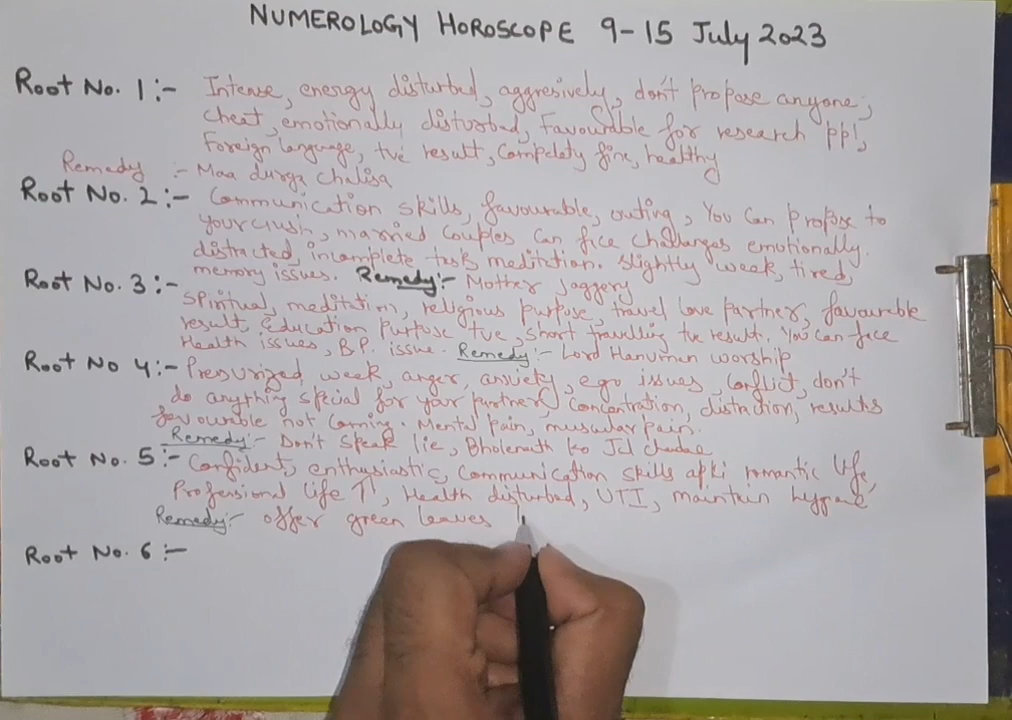 NUMEROLOGY HOROSCOPE 9-15 July 2023
Root No. 1 :- Intense, energy disturbed, aggresively, don't propose anyone,
cheat, emotionally disturbed, Favourable for research ppl,
Foreign language, +ve result, Completely fine, healthy
Remedy :- Maa durga Chalisa
Root No. 2 :- Communication skills, favourable, outing, You Can propose to
your crush, married Couples Can face challanges emotionally.
distracted, incomplete task, meditation. Slightly week, tired,
memory issues. Remedy:- Mother Jaggery
Root No. 3 :- Spiritual, meditation, religious purpose, travel love partner, favourable
result, Education purpose +ve, short travelling +ve result. You can face
Health issues, B.P. issue. Remedy:- Lord Hanuman worship
Root No 4:- Pressurized, week, anger, anxiety, ego issues, Conflict, don't
do anything special for your partner, Concentration, distraction, results
favourable not Coming. Mental pain, muscular pain.
Remedy:- Don't speak lie, Bholenath ko Jal chadae
Root No. 5:- Confident, enthusiastic, Communication skills apki romantic life,
Professional life ↑, Health disturbed, UTI, maintain
Remedy:- offer green leaves
Root No. 6 :-